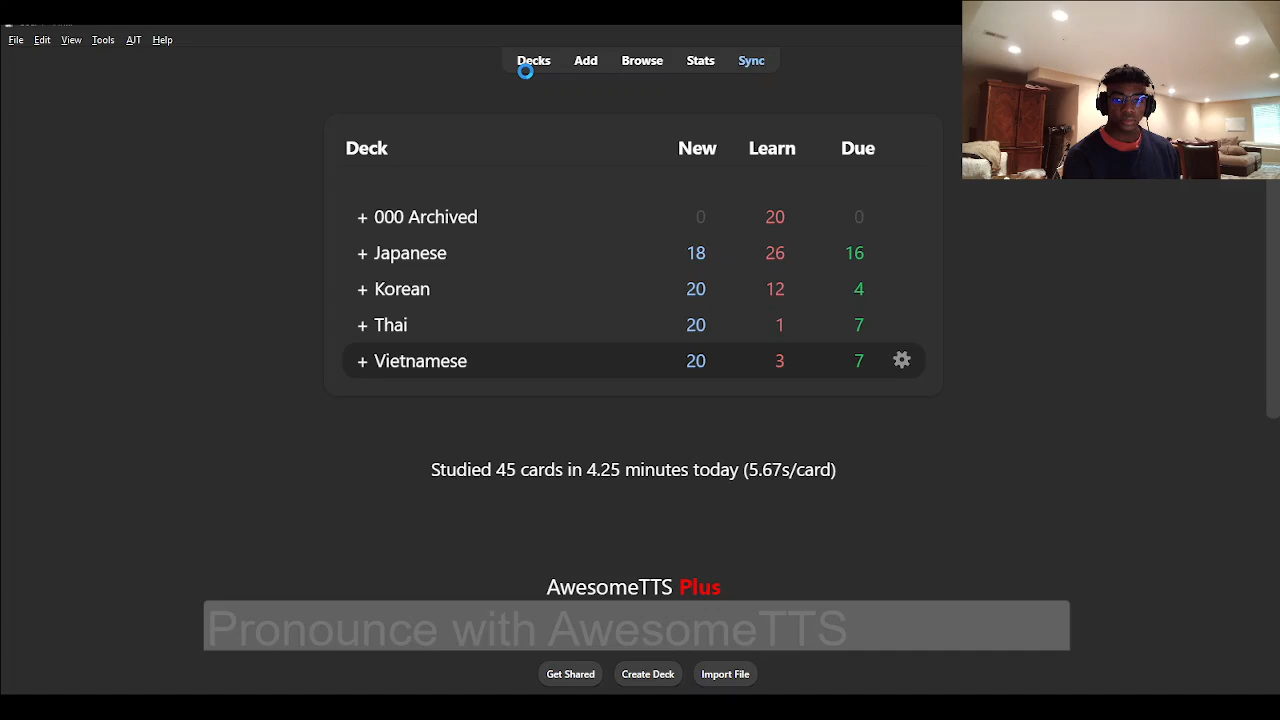 File Edit View Tools AJT Help
Decks Add Browse Stats Sync
Deck New Learn Due
+ 000 Archived 0 20 0
+ Japanese 18 26 16
+ Korean 20 12 4
+ Thai 20 1 7
+ Vietnamese 20 3 7
Studied 45 cards in 4.25 minutes today (5.67s/card)
AwesomeTTS Plus
Pronounce with AwesomeTTS
Get Shared Create Deck Import File